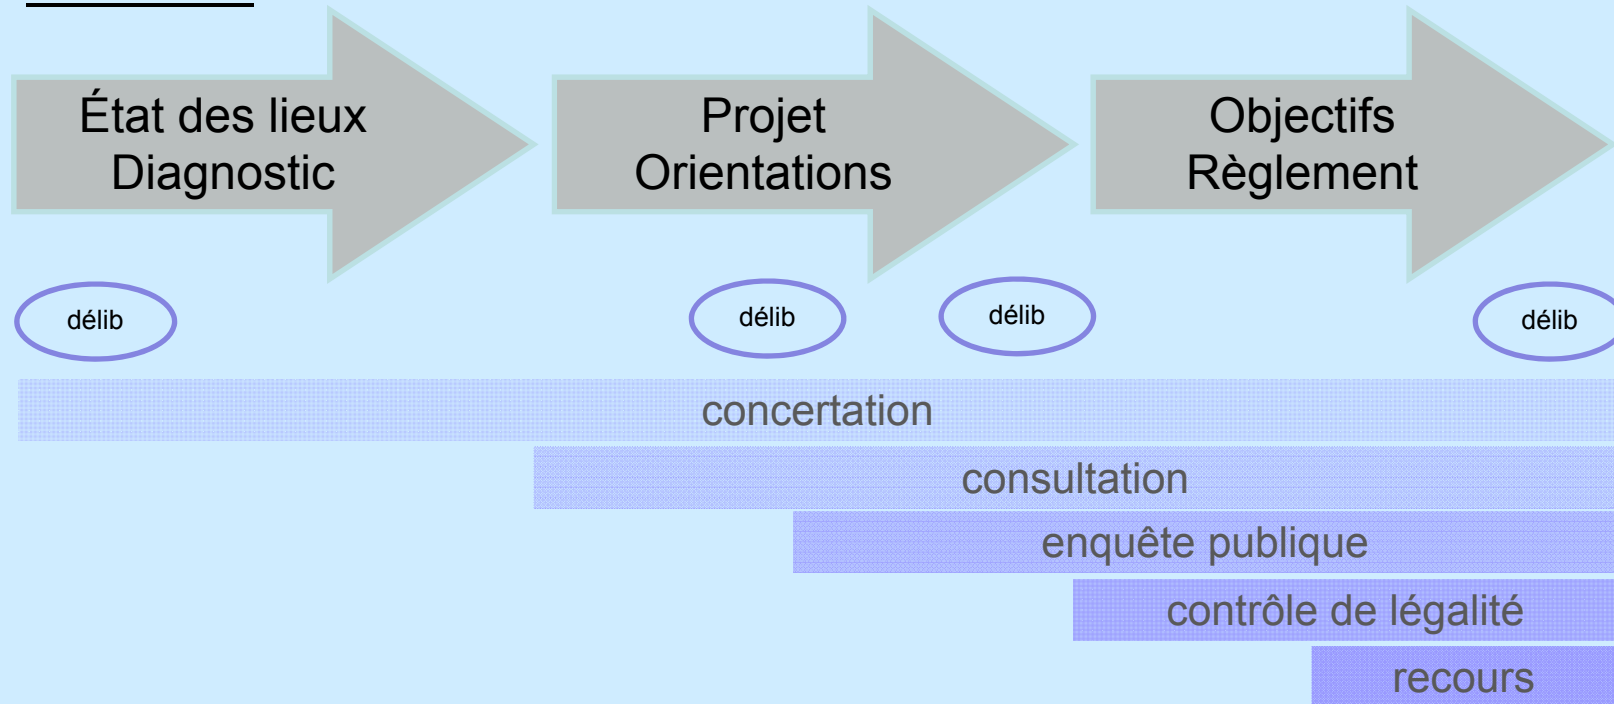 État des lieux
Diagnostic
Projet
Orientations
Objectifs
Règlement
délib
délib
délib
délib
concertation
consultation
enquête publique
contrôle de légalité
recours